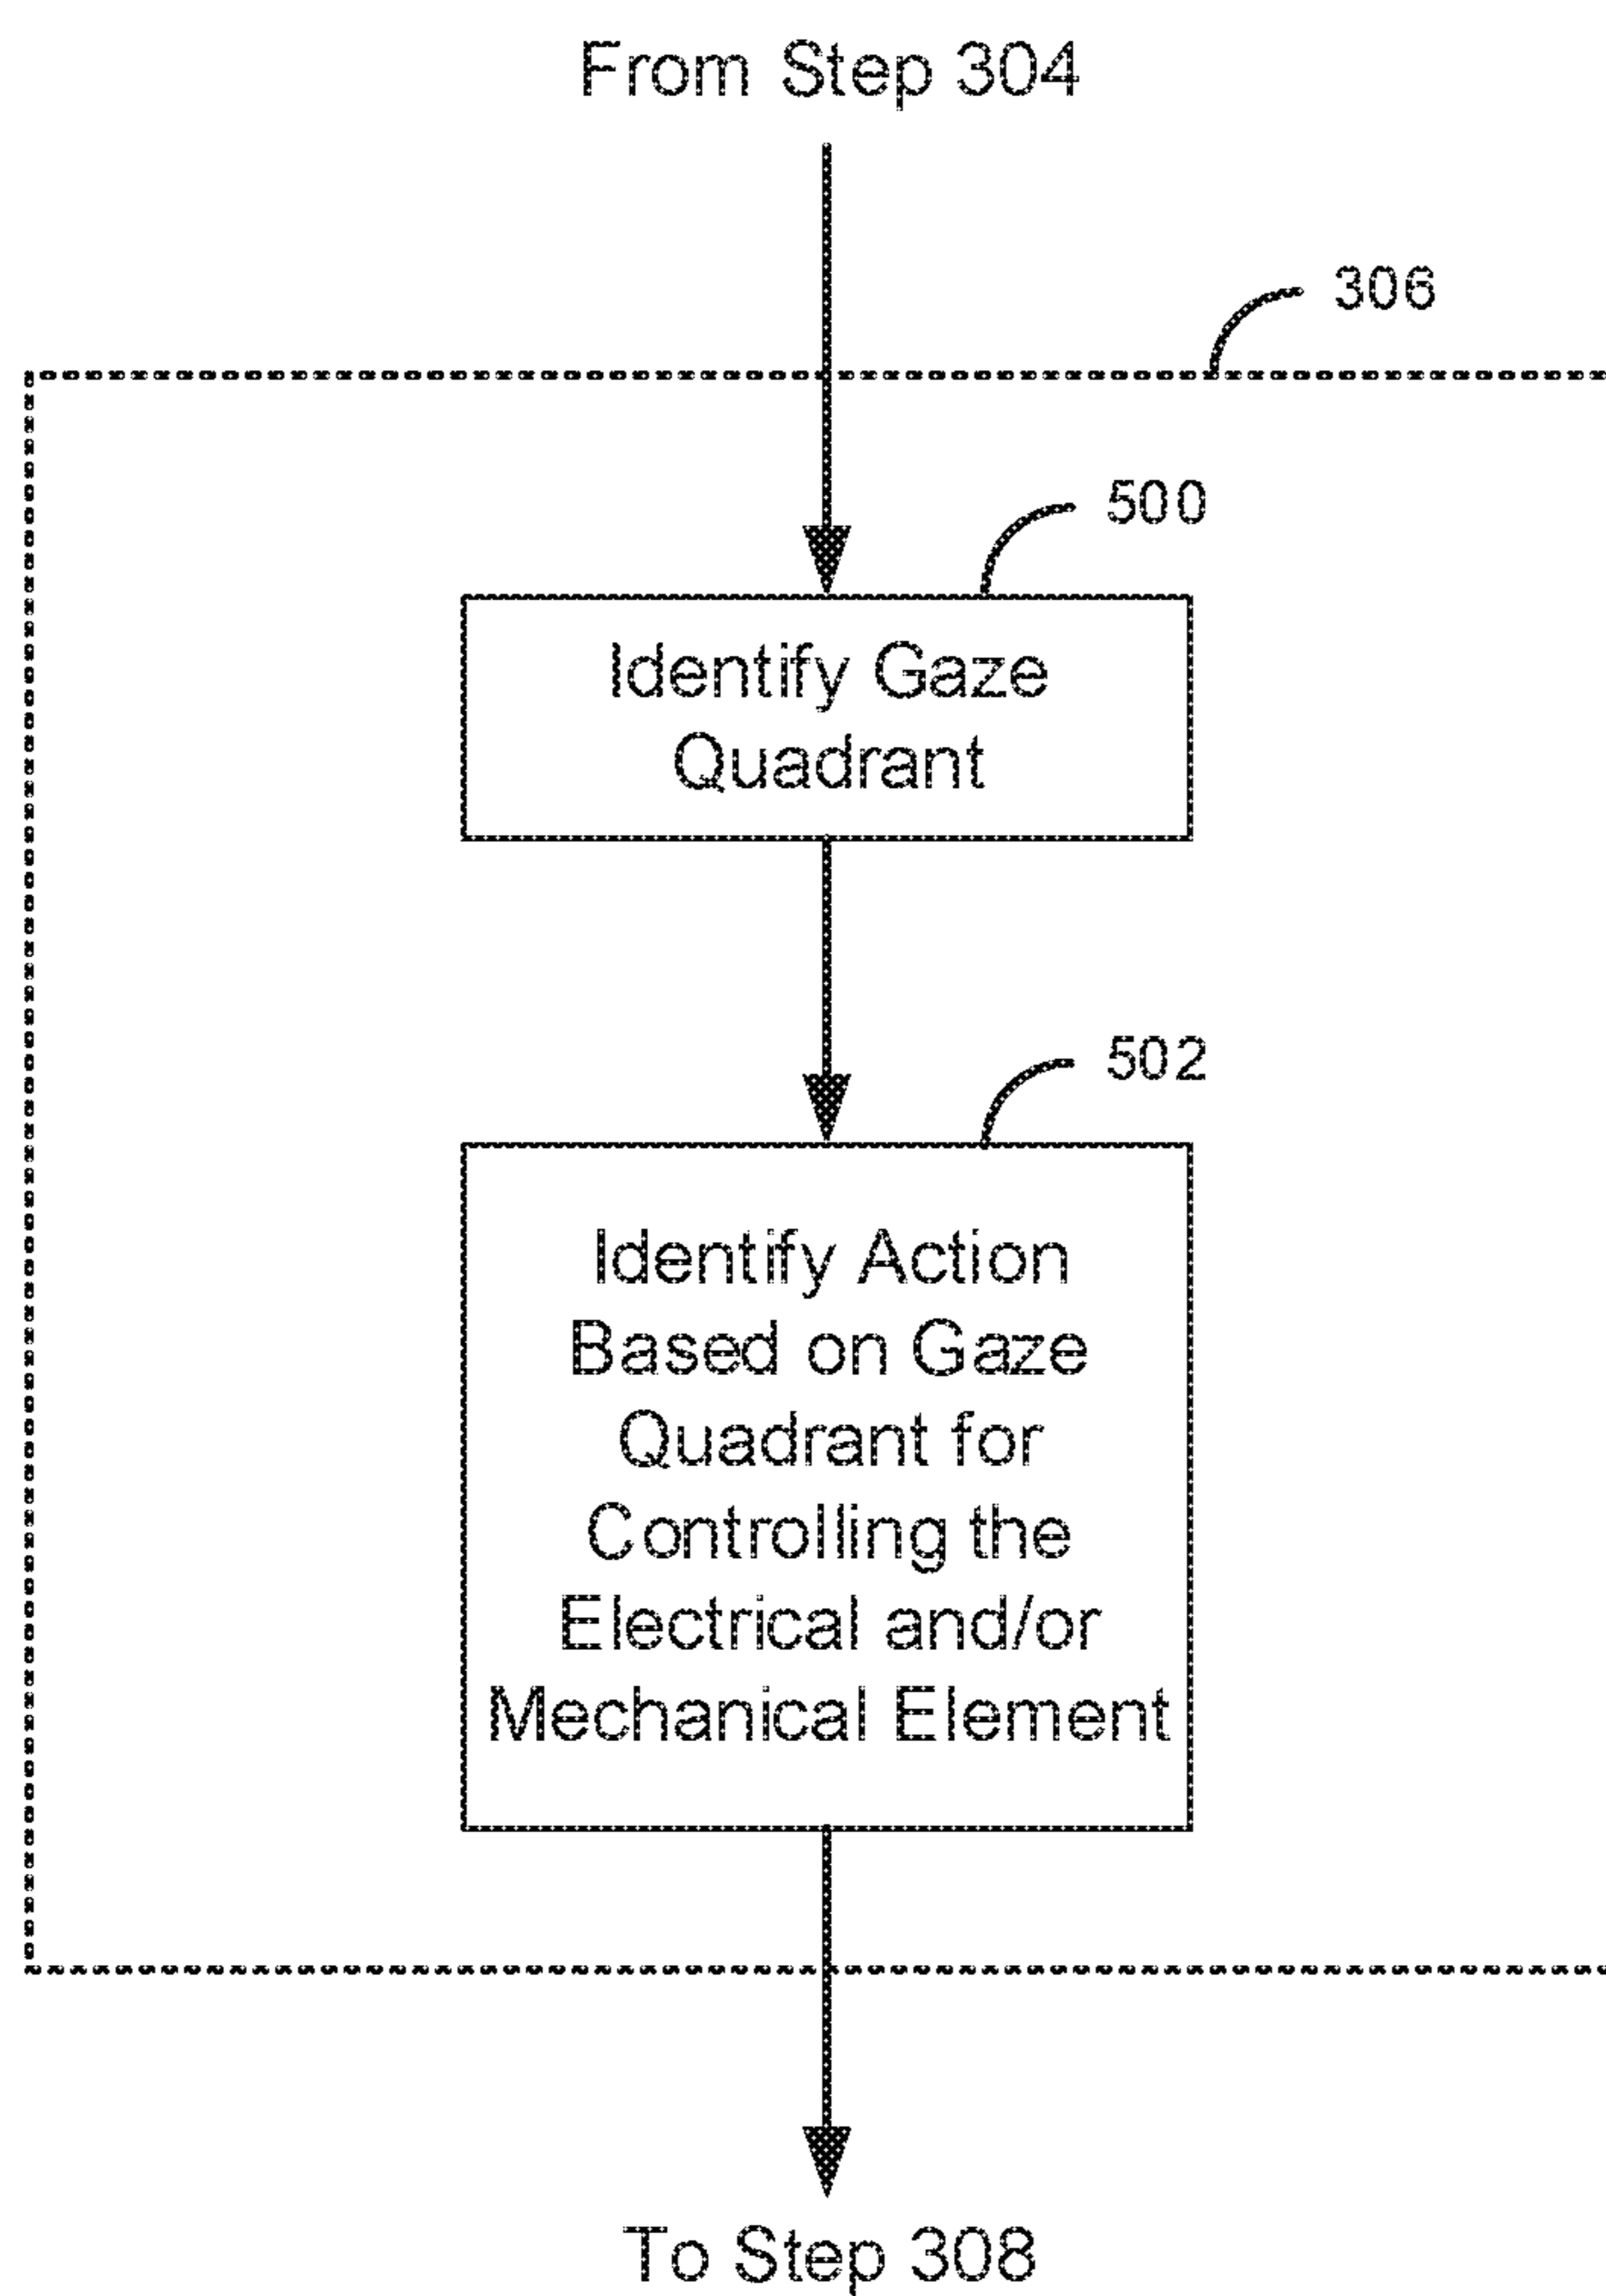 From Step 304
306
500
Identify Gaze
Quadrant
502
Identify Action
Based on Gaze
Quadrant for
Controlling the
Electrical and/or
Mechanical Element
To Step 308